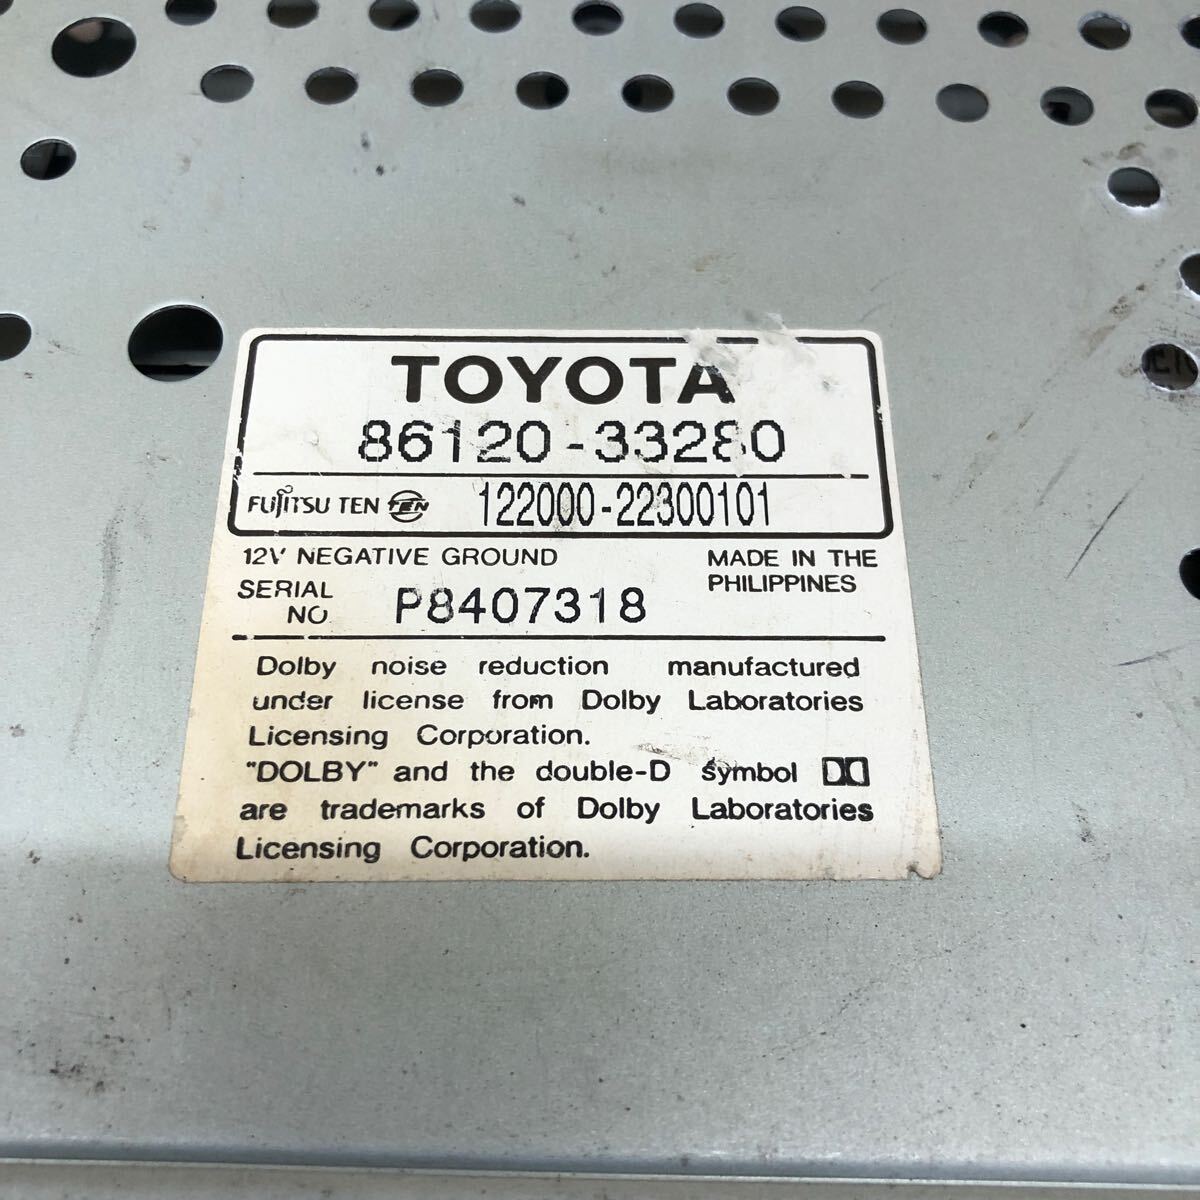 TOYOTA
86120-33280
FUJITSU TEN TEN 122000-22300101
12V NEGATIVE GROUND
MADE IN THE
PHILIPPINES
SERIAL
NO P8407318
Dolby noise reduction manufactured
under license from Dolby Laboratories
Licensing Corporation.
"DOLBY" and the double-D symbol
are trademarks of Dolby Laboratories
Licensing Corporation.